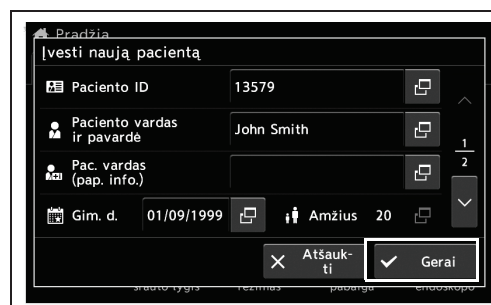 Pradžia
Įvesti naują pacientą
Paciento ID 13579
Paciento vardas
ir pavardė
John Smith
Pac. vardas
(pap. info.)
Gim. d. 01/09/1999 Amžius 20
1
2
Atšauk-
ti
Gerai
srauto lygis režimas pabaiga endoskopo